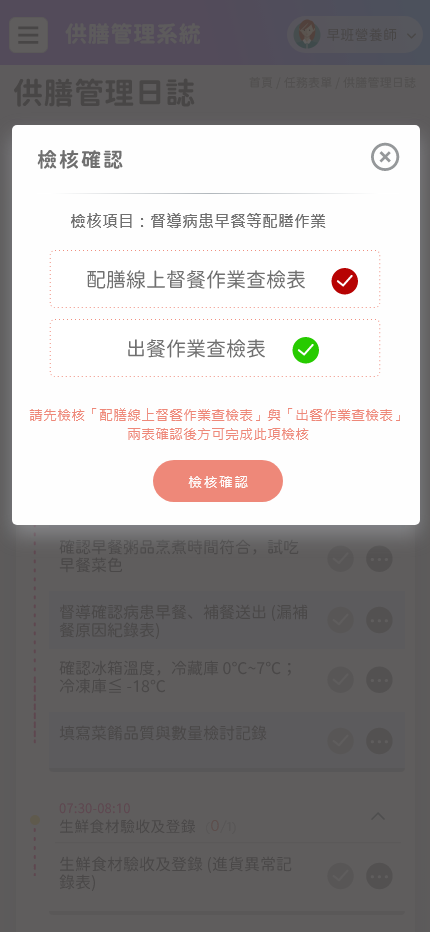 供膳管理系統
早班營養師
供膳管理日誌
首頁 / 任務表單 / 供膳管理日誌
檢核確認
檢核項目：督導病患早餐等配膳作業
配膳線上督餐作業查檢表
出餐作業查檢表
請先檢核「配膳線上督餐作業查檢表」與「出餐作業查檢表」
兩表確認後方可完成此項檢核
檢核確認
確認早餐粥品烹煮時間符合，試吃
早餐菜色
督導確認病患早餐、補餐送出 (漏補
餐原因紀錄表)
確認冰箱溫度，冷藏庫 0℃~7℃；
冷凍庫≦ -18℃
填寫菜餚品質與數量檢討記錄
07:30-08:10
生鮮食材驗收及登錄 (0/1)
生鮮食材驗收及登錄 (進貨異常記
錄表)